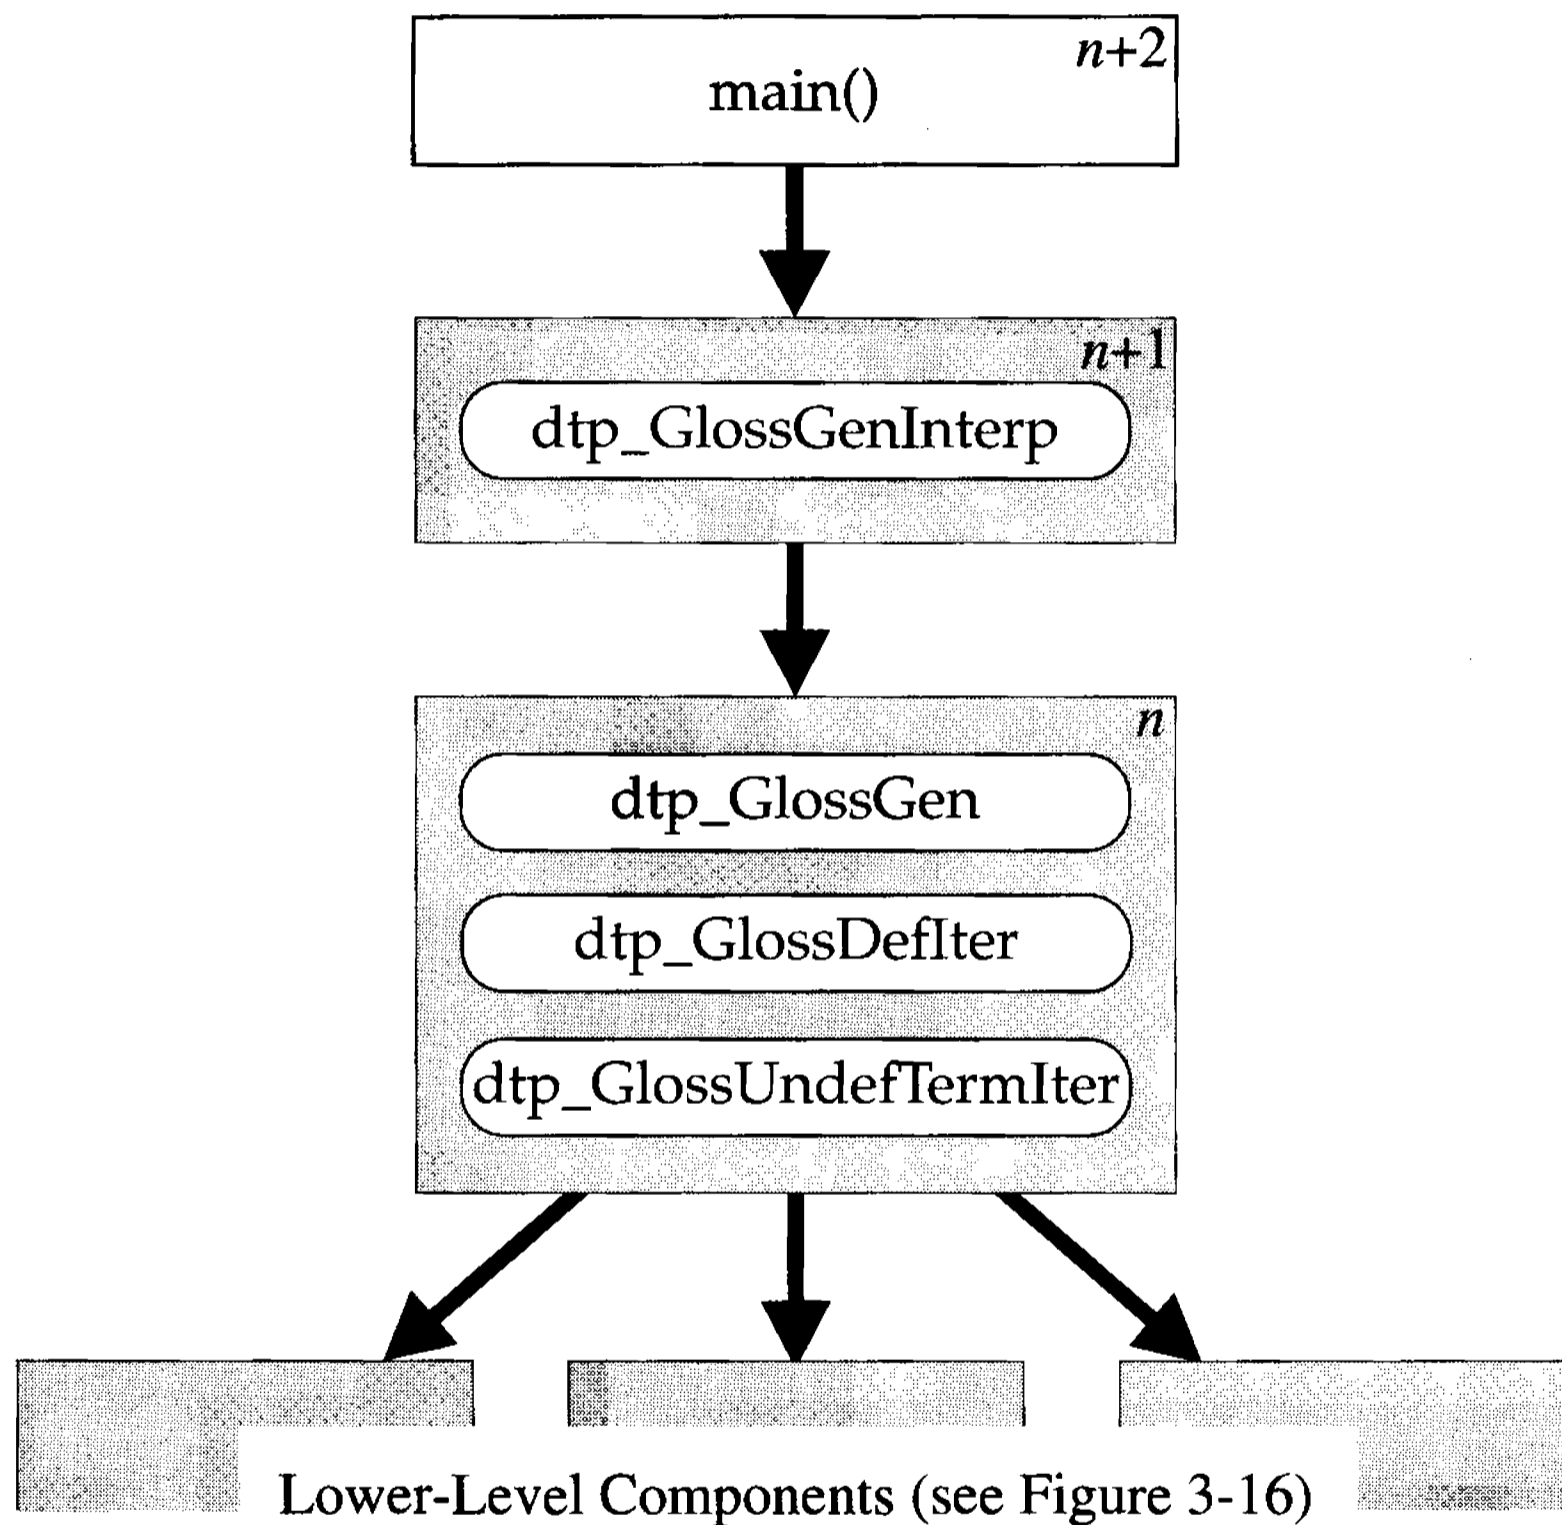 n+2
main()
n+1
dtp_GlossGenInterp
n
dtp_GlossGen
dtp_GlossDefIter
dtp_GlossUndefTermIter
Lower-Level Components (see Figure 3-16)